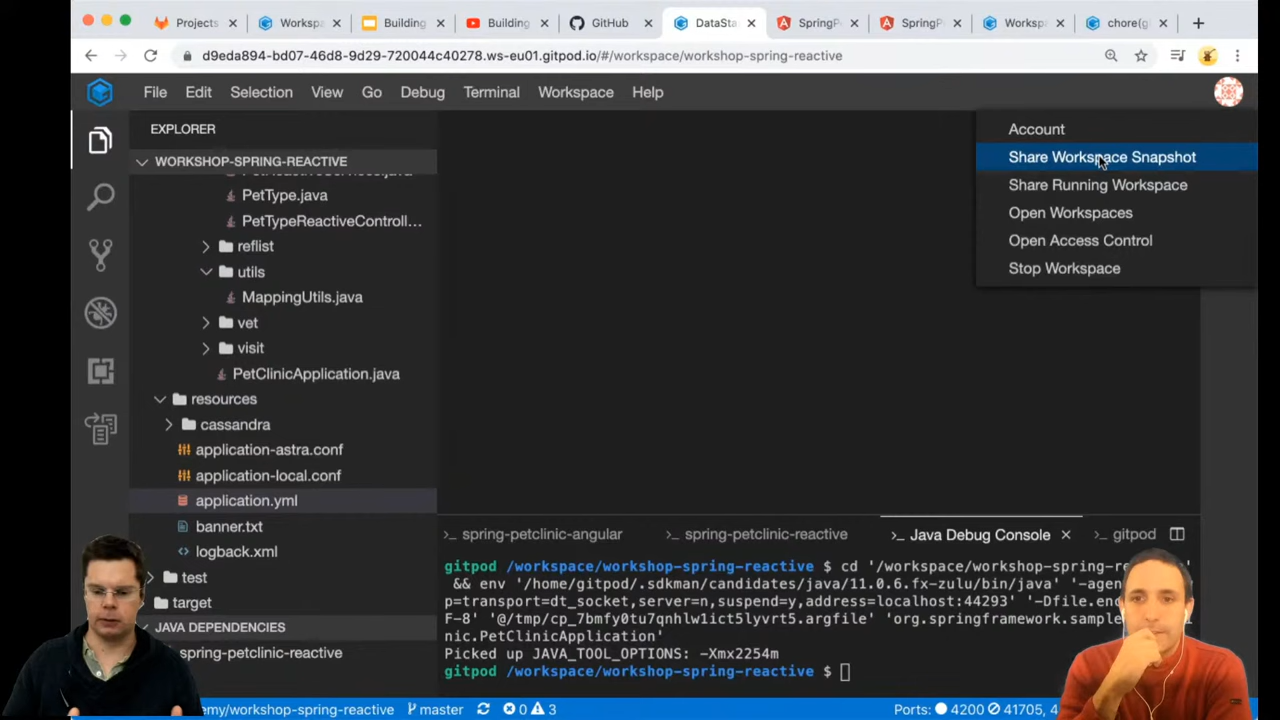 Projects
Workspa
Building
Building
GitHub
DataSta
SpringPe
SpringPe
Worksp
chore(g
d9eda894-bd07-46d8-9d29-720044c40278.ws-eu01.gitpod.io/#/workspace/workshop-spring-reactive
File Edit Selection View Go Debug Terminal Workspace Help
EXPLORER
WORKSHOP-SPRING-REACTIVE
PetType.java
PetTypeReactiveControll...
reflist
utils
MappingUtils.java
vet
visit
PetClinicApplication.java
resources
cassandra
application-astra.conf
application-local.conf
application.yml
banner.txt
logback.xml
test
target
JAVA DEPENDENCIES
spring-petclinic-reactive
Account
Share Workspace Snapshot
Share Running Workspace
Open Workspaces
Open Access Control
Stop Workspace
>_ spring-petclinic-angular
>_ spring-petclinic-reactive
>_ Java Debug Console
>_ gitpod
gitpod /workspace/workshop-spring-reactive $ cd '/workspace/workshop-spring-reactive'
&& env '/home/gitpod/.sdkman/candidates/java/11.0.6.fx-zulu/bin/java' '-agen
p=transport=dt_socket,server=n,suspend=y,address=localhost:44293' '-Dfile.enc
F-8' '@/tmp/cp_7bmfy0tu7qnhlw1ict5lyvrt5.argfile' 'org.springframework.sampl
nic.PetClinicApplication'
Picked up JAVA_TOOL_OPTIONS: -Xmx2254m
gitpod /workspace/workshop-spring-reactive $
emy/workshop-spring-reactive
master
0 3
Ports: 4200 41705, 4